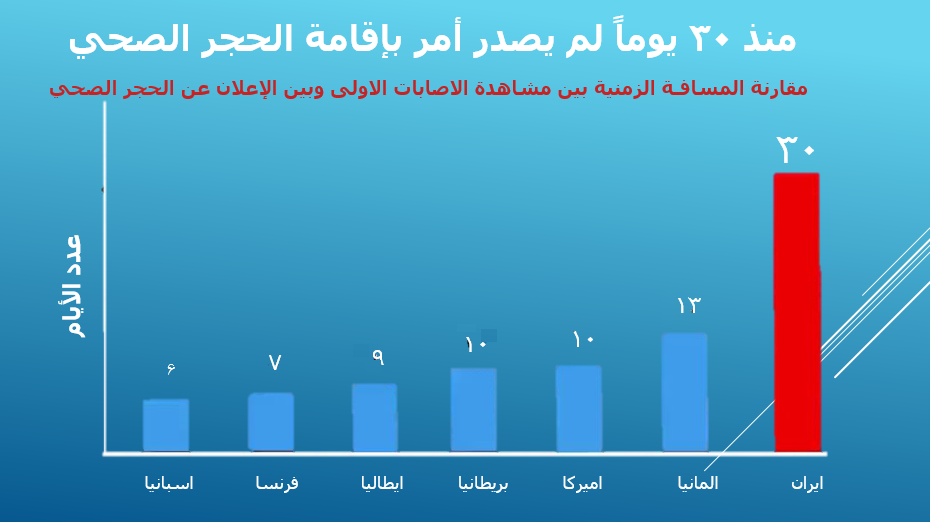 منذ ٣٠ يوماً لم يصدر أمر بإقامة الحجر الصحي
مقارنة المسافة الزمنية بين مشاهدة الاصابات الاولى وبين الإعلان عن الحجر الصحي
عدد الأيام
٣٠
١٣
١٠
١٠
٩
٧
۶
ايران
المانيا
اميركا
بريطانيا
ايطاليا
فرنسا
اسبانيا